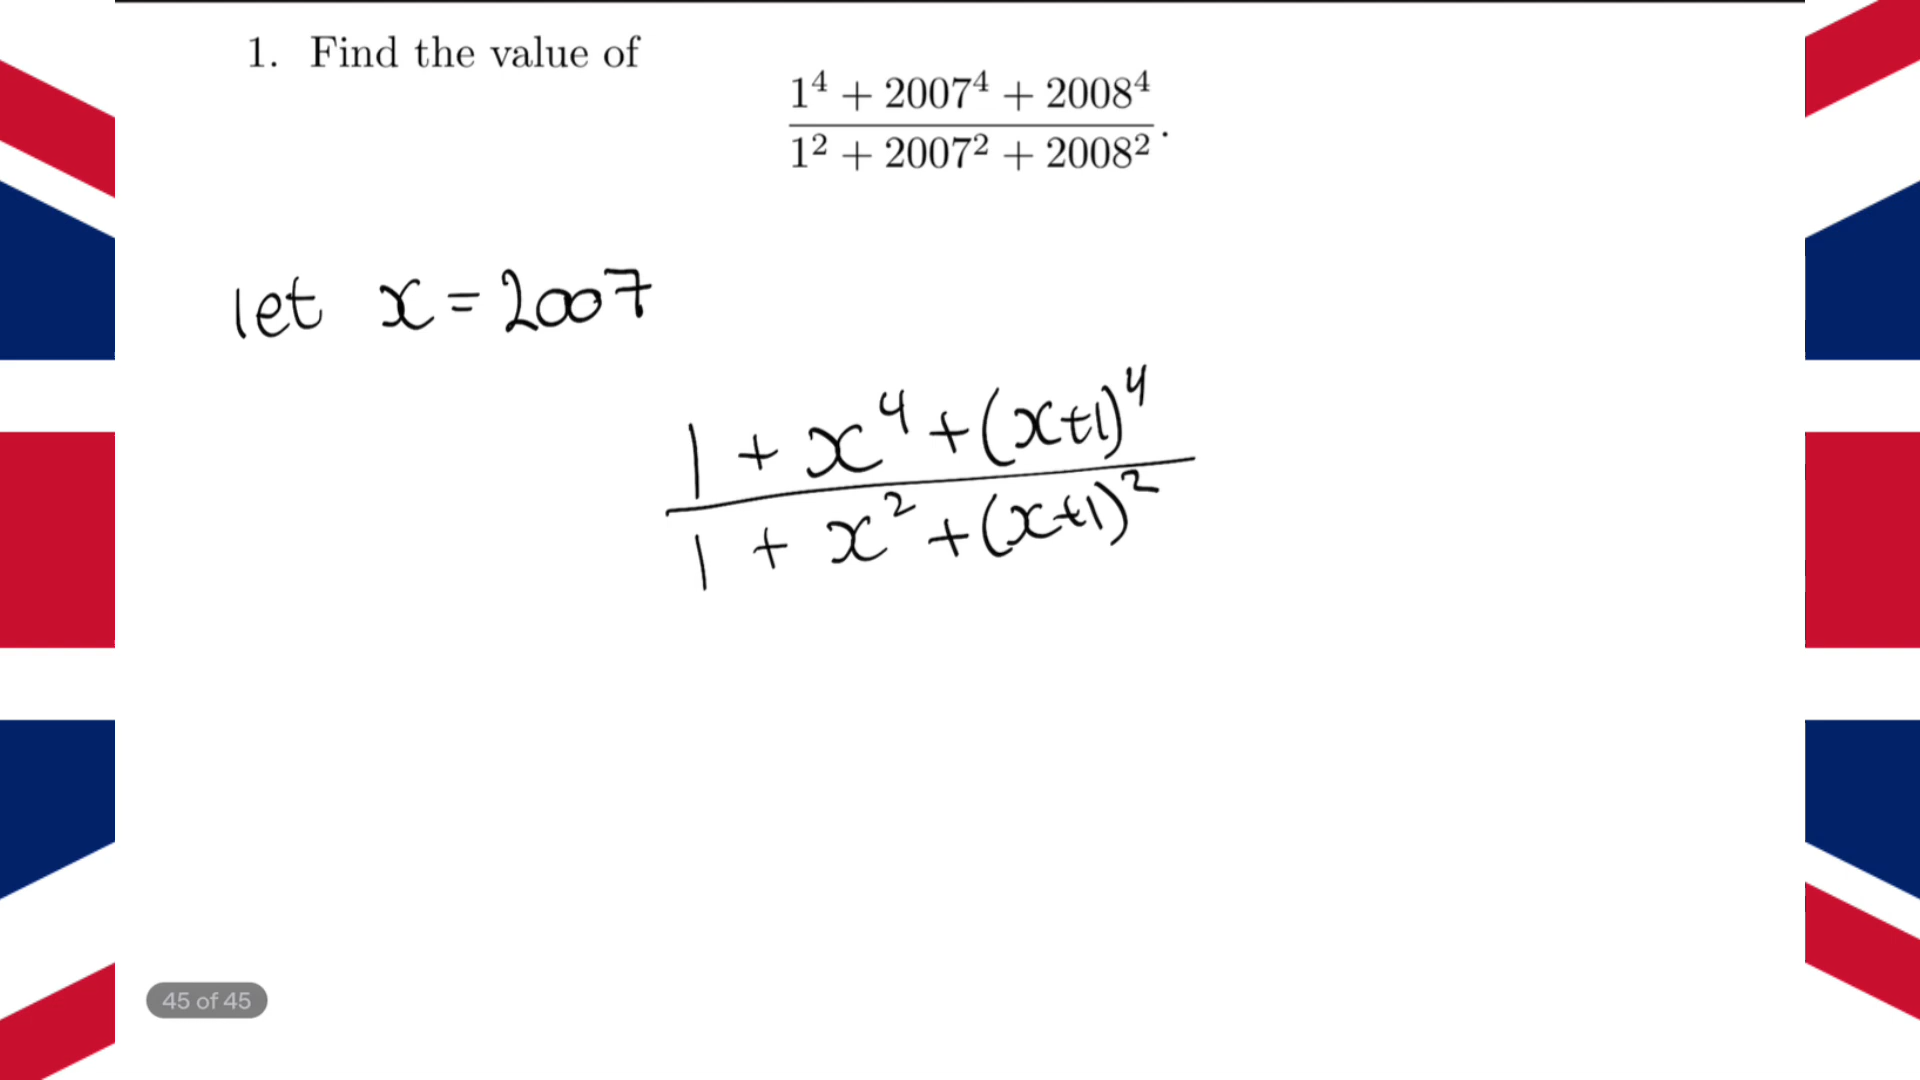 1. Find the value of
1⁴ + 2007⁴ + 2008⁴
1² + 2007² + 2008² .
let x = 2007
1 + x⁴ + (x+1)⁴
1 + x² + (x+1)²
45 of 45